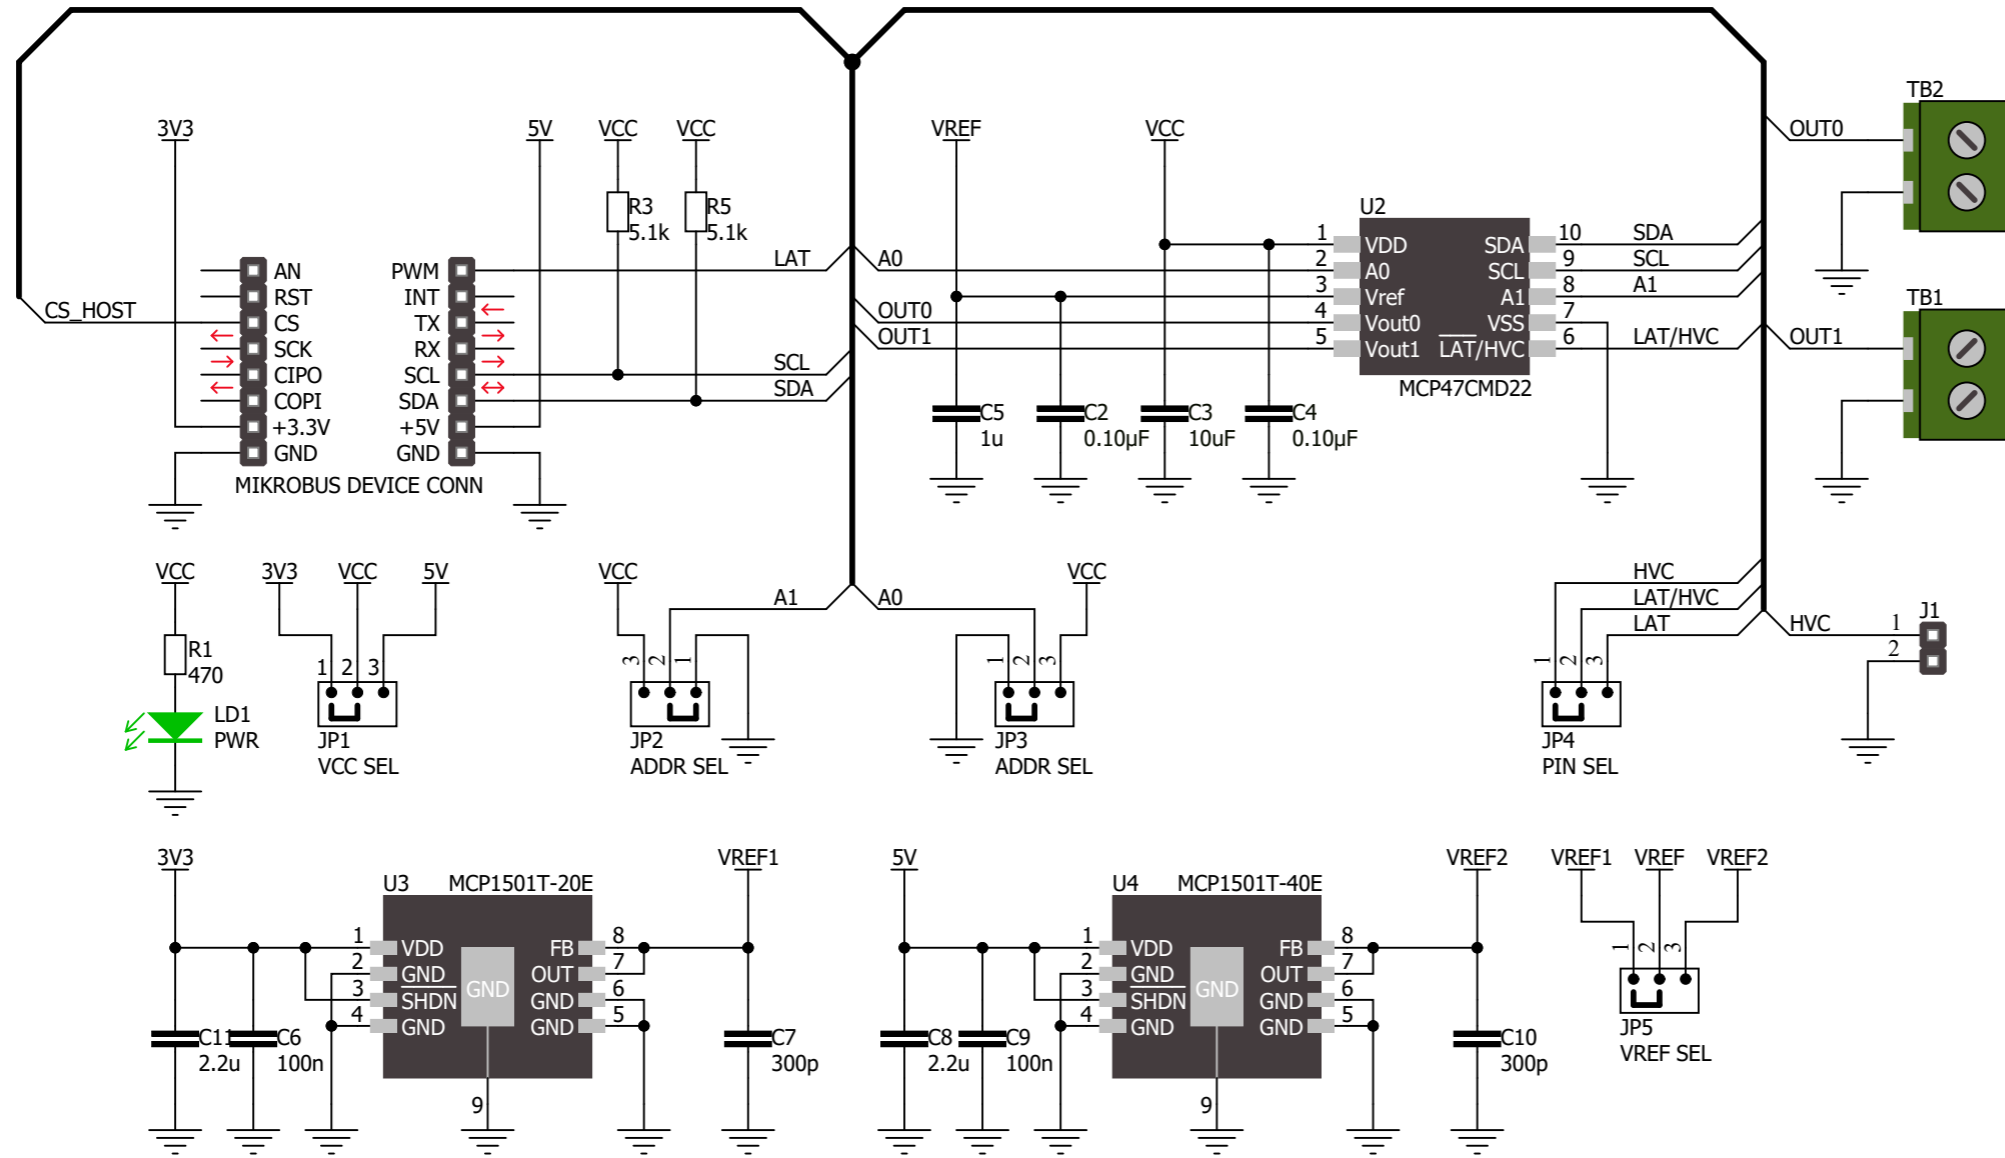 3V3
5V
VCC
VCC
VREF
VCC
TB2
OUT0
R3
5.1k
R5
5.1k
U2
LAT
A0
AN
RST
CS
SCK
CIPO
COPI
+3.3V
GND
PWM
INT
TX
RX
SCL
SDA
+5V
GND
MIKROBUS DEVICE CONN
CS_HOST
SCL
SDA
OUT0
OUT1
1
2
3
4
5
VDD
A0
Vref
Vout0
Vout1
SDA
SCL
A1
VSS
LAT/HVC
10
9
8
7
6
SDA
SCL
A1
LAT/HVC
MCP47CMD22
TB1
OUT1
C5
1u
C2
0.10µF
C3
10uF
C4
0.10µF
VCC
R1
470
LD1
PWR
3V3
VCC
5V
1
2
3
JP1
VCC SEL
VCC
A1
3
2
1
JP2
ADDR SEL
A0
VCC
1
2
3
JP3
ADDR SEL
HVC
LAT/HVC
LAT
1
2
3
JP4
PIN SEL
HVC
J1
1
2
3V3
U3
MCP1501T-20E
VREF1
1
2
3
4
VDD
GND
SHDN
GND
GND
FB
OUT
GND
GND
8
7
6
5
9
C11
2.2u
C6
100n
C7
300p
5V
U4
MCP1501T-40E
VREF2
1
2
3
4
VDD
GND
SHDN
GND
GND
FB
OUT
GND
GND
8
7
6
5
9
C8
2.2u
C9
100n
C10
300p
VREF1
VREF
VREF2
1
2
3
JP5
VREF SEL